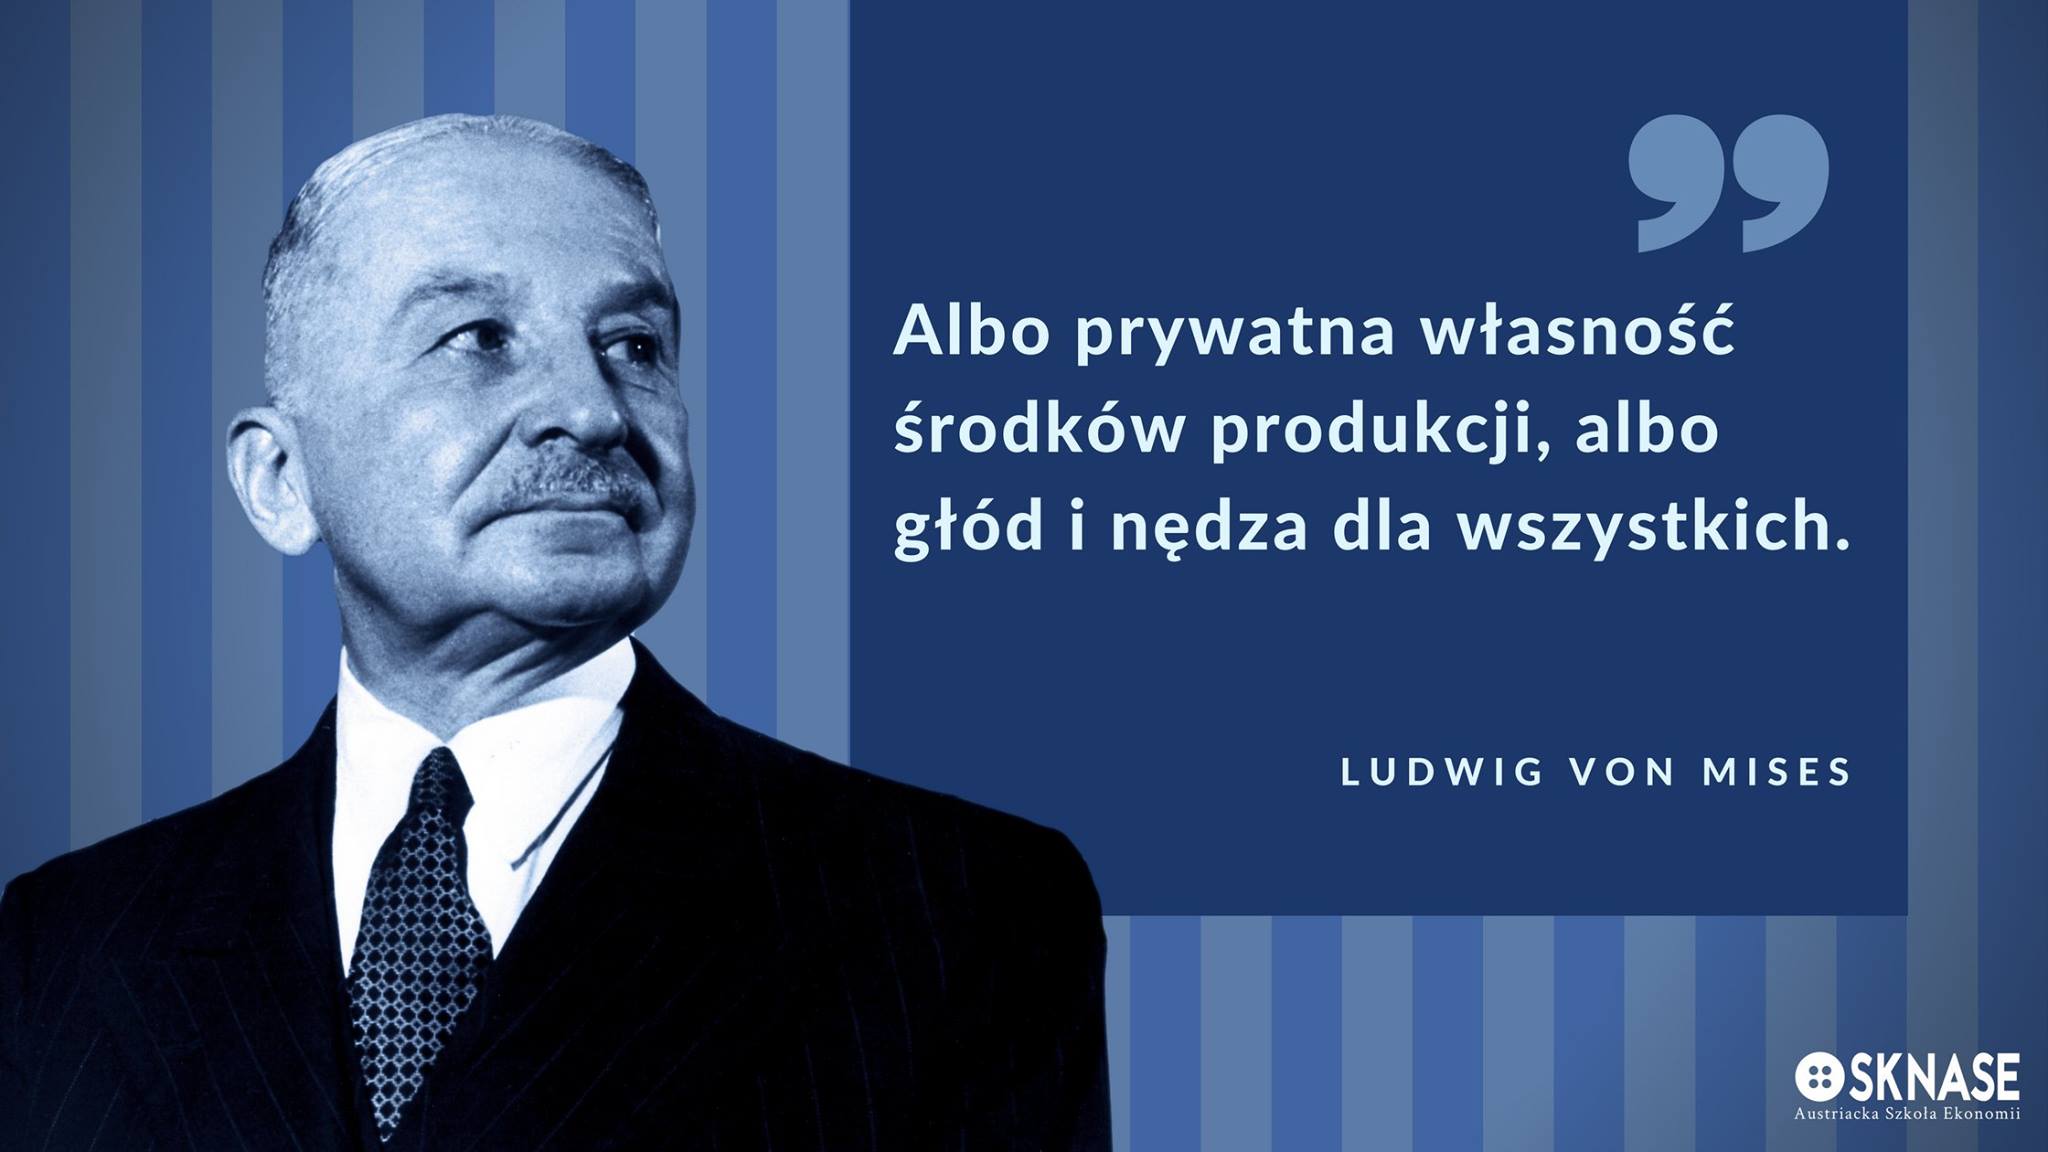 Albo prywatna własność
środków produkcji, albo
głód i nędza dla wszystkich.
LUDWIG VON MISES
SKNASE
Austriacka Szkoła Ekonomii